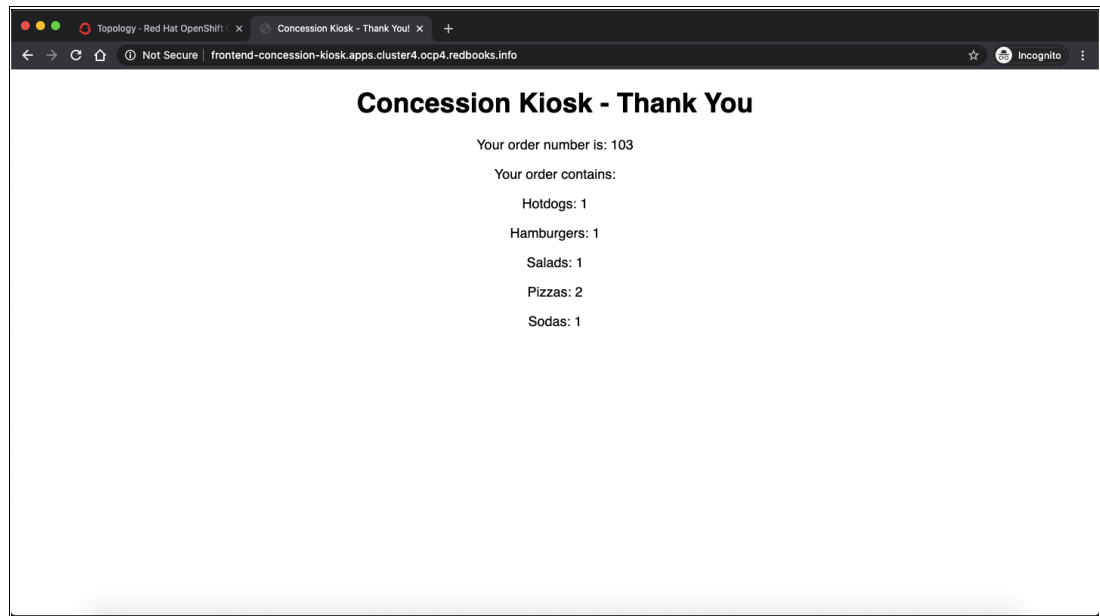 Topology - Red Hat OpenShift
Concession Kiosk - Thank You!
Not Secure
frontend-concession-kiosk.apps.cluster4.ocp4.redbooks.info
Incognito
Concession Kiosk - Thank You
Your order number is: 103
Your order contains:
Hotdogs: 1
Hamburgers: 1
Salads: 1
Pizzas: 2
Sodas: 1